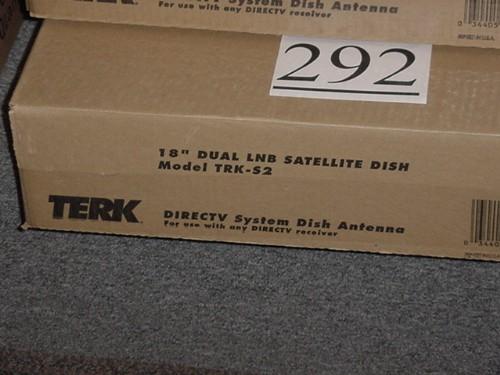 TERK
System Dish Antenna
For use with any DIRECTV receiver
292
18" DUAL LNB SATELLITE DISH
Model TRK-S2
TERK
DIRECTV System Dish Antenna
For use with any DIRECTV receiver